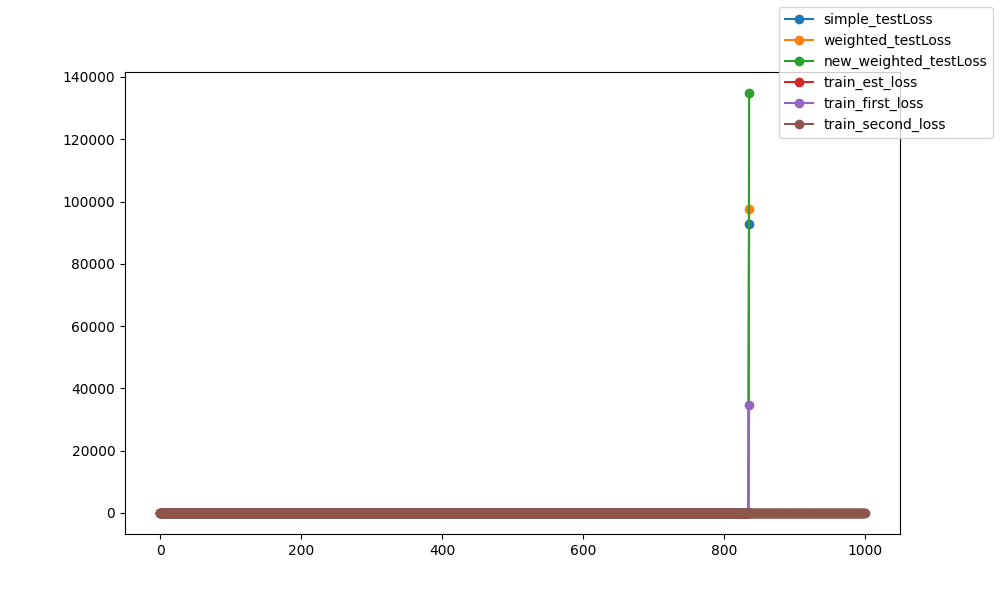 simple_testLoss
weighted_testLoss
new_weighted_testLoss
train_est_loss
train_first_loss
train_second_loss
140000
120000
100000
80000
60000
40000
20000
0
0 200 400 600 800 1000